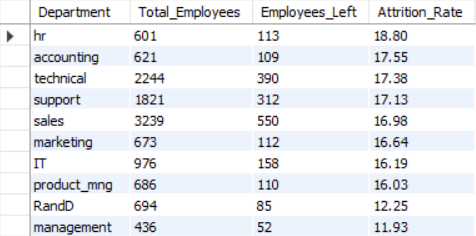 Department Total_Employees Employees_Left Attrition_Rate
hr 601 113 18.80
accounting 621 109 17.55
technical 2244 390 17.38
support 1821 312 17.13
sales 3239 550 16.98
marketing 673 112 16.64
IT 976 158 16.19
product_mng 686 110 16.03
RandD 694 85 12.25
management 436 52 11.93